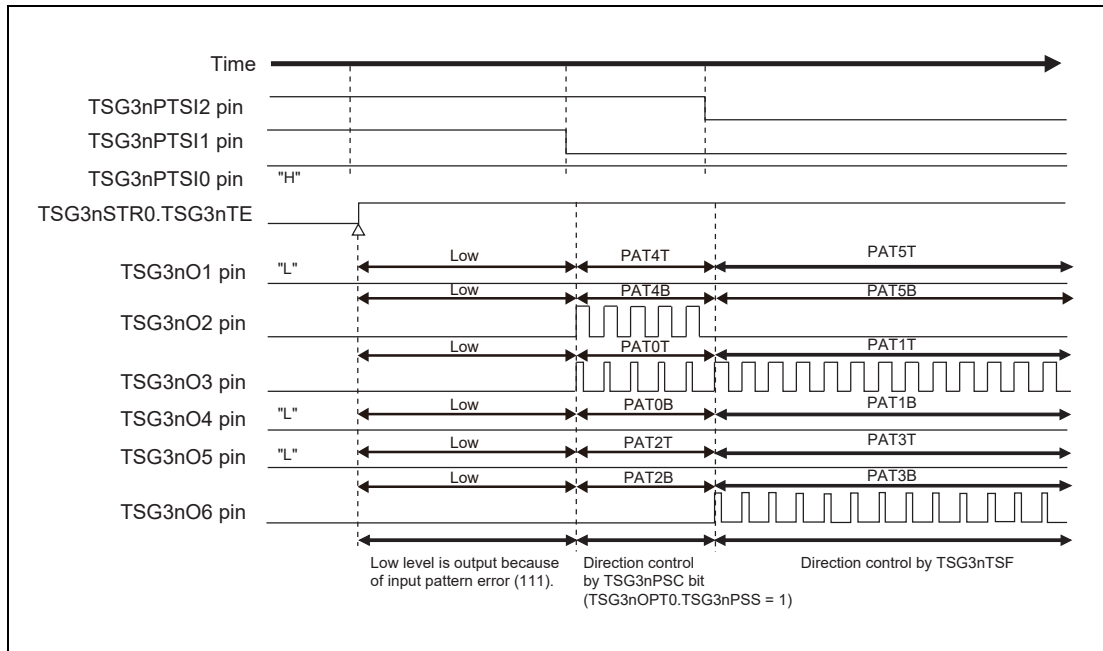 Time
TSG3nPTSI2 pin
TSG3nPTSI1 pin
TSG3nPTSI0 pin "H"
TSG3nSTR0.TSG3nTE
Low PAT4T PAT5T
TSG3nO1 pin "L"
Low PAT4B PAT5B
TSG3nO2 pin
Low PAT0T PAT1T
TSG3nO3 pin
Low PAT0B PAT1B
TSG3nO4 pin "L"
Low PAT2T PAT3T
TSG3nO5 pin "L"
Low PAT2B PAT3B
TSG3nO6 pin
Low level is output because
of input pattern error (111).
Direction control
by TSG3nPSC bit
(TSG3nOPT0.TSG3nPSS = 1)
Direction control by TSG3nTSF